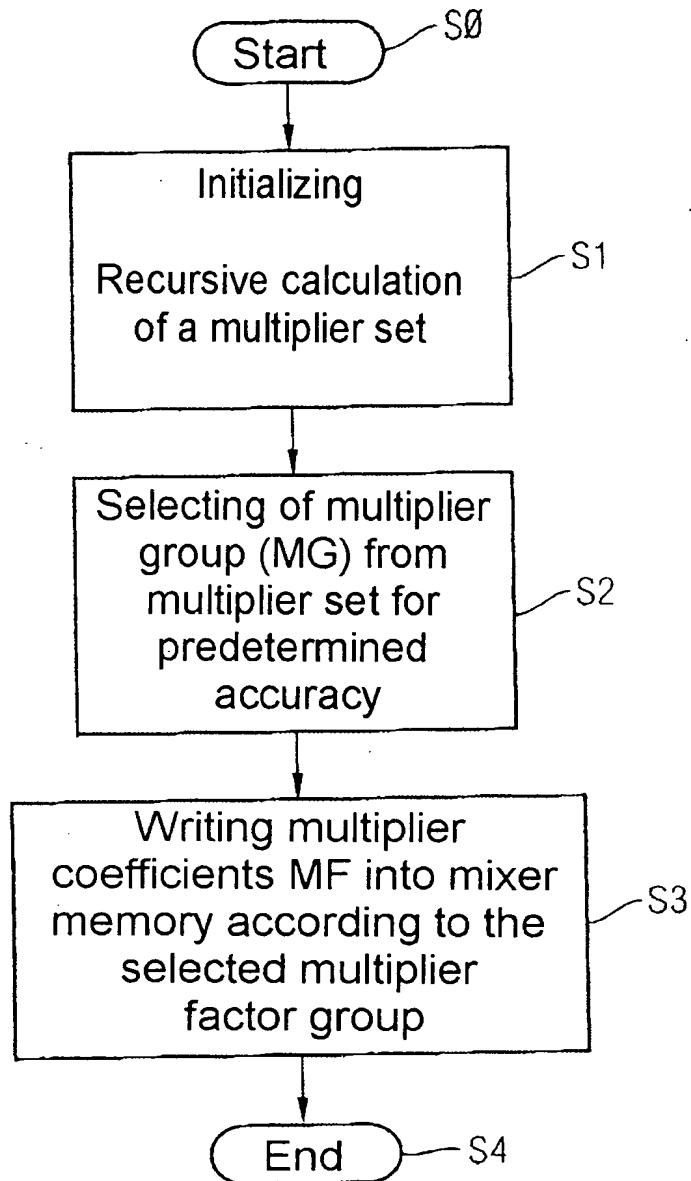 Start
SØ
Initializing
Recursive calculation
of a multiplier set
S1
Selecting of multiplier
group (MG) from
multiplier set for
predetermined
accuracy
S2
Writing multiplier
coefficients MF into mixer
memory according to the
selected multiplier
factor group
S3
End
S4